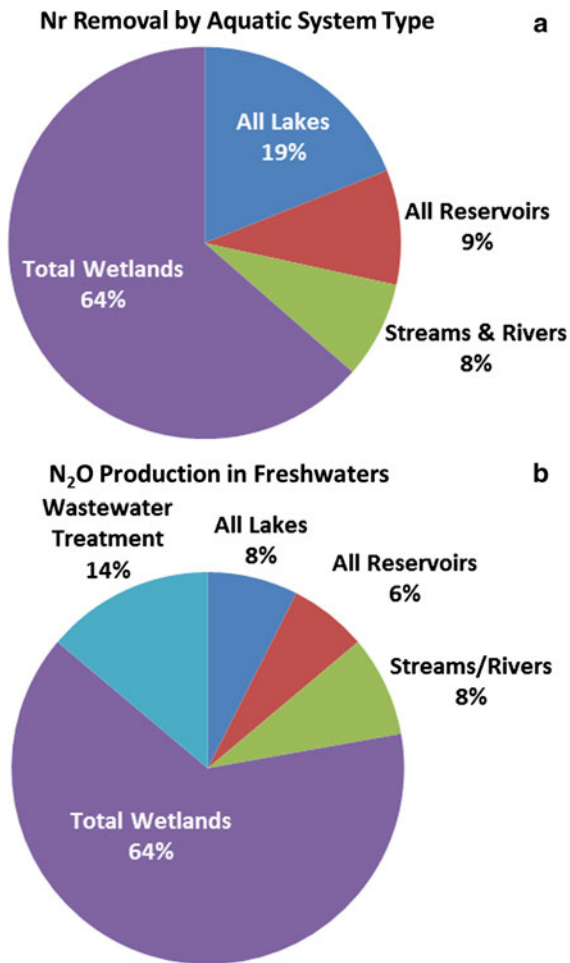 Nr Removal by Aquatic System Type
a
All Lakes
19%
All Reservoirs
9%
Streams & Rivers
8%
Total Wetlands
64%
N₂O Production in Freshwaters
b
Wastewater
Treatment
14%
All Lakes
8%
All Reservoirs
6%
Streams/Rivers
8%
Total Wetlands
64%